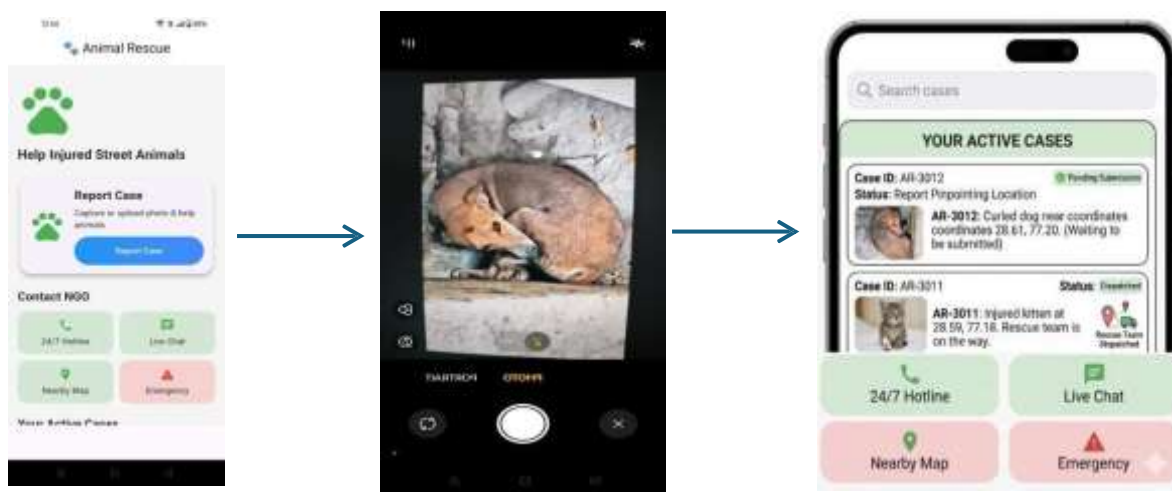 Animal Rescue
Help Injured Street Animals
Report Case
Capture or upload photo & help
animals
Report Case
Contact NGO
24/7 Hotline
Live Chat
Nearby Map
Emergency
Your Active Cases
PORTRAIT
PHOTO
Search cases
YOUR ACTIVE CASES
Case ID: AR-3012
Pending Submission
Status: Report Pinpointing Location
AR-3012: Curled dog near coordinates
coordinates 28.61, 77.20. (Waiting to
be submitted)
Case ID: AR-3011
Status: Dispatched
AR-3011: Injured kitten at
28.59, 77.18. Rescue team is
on the way.
Rescue Team
Dispatched
24/7 Hotline
Live Chat
Nearby Map
Emergency